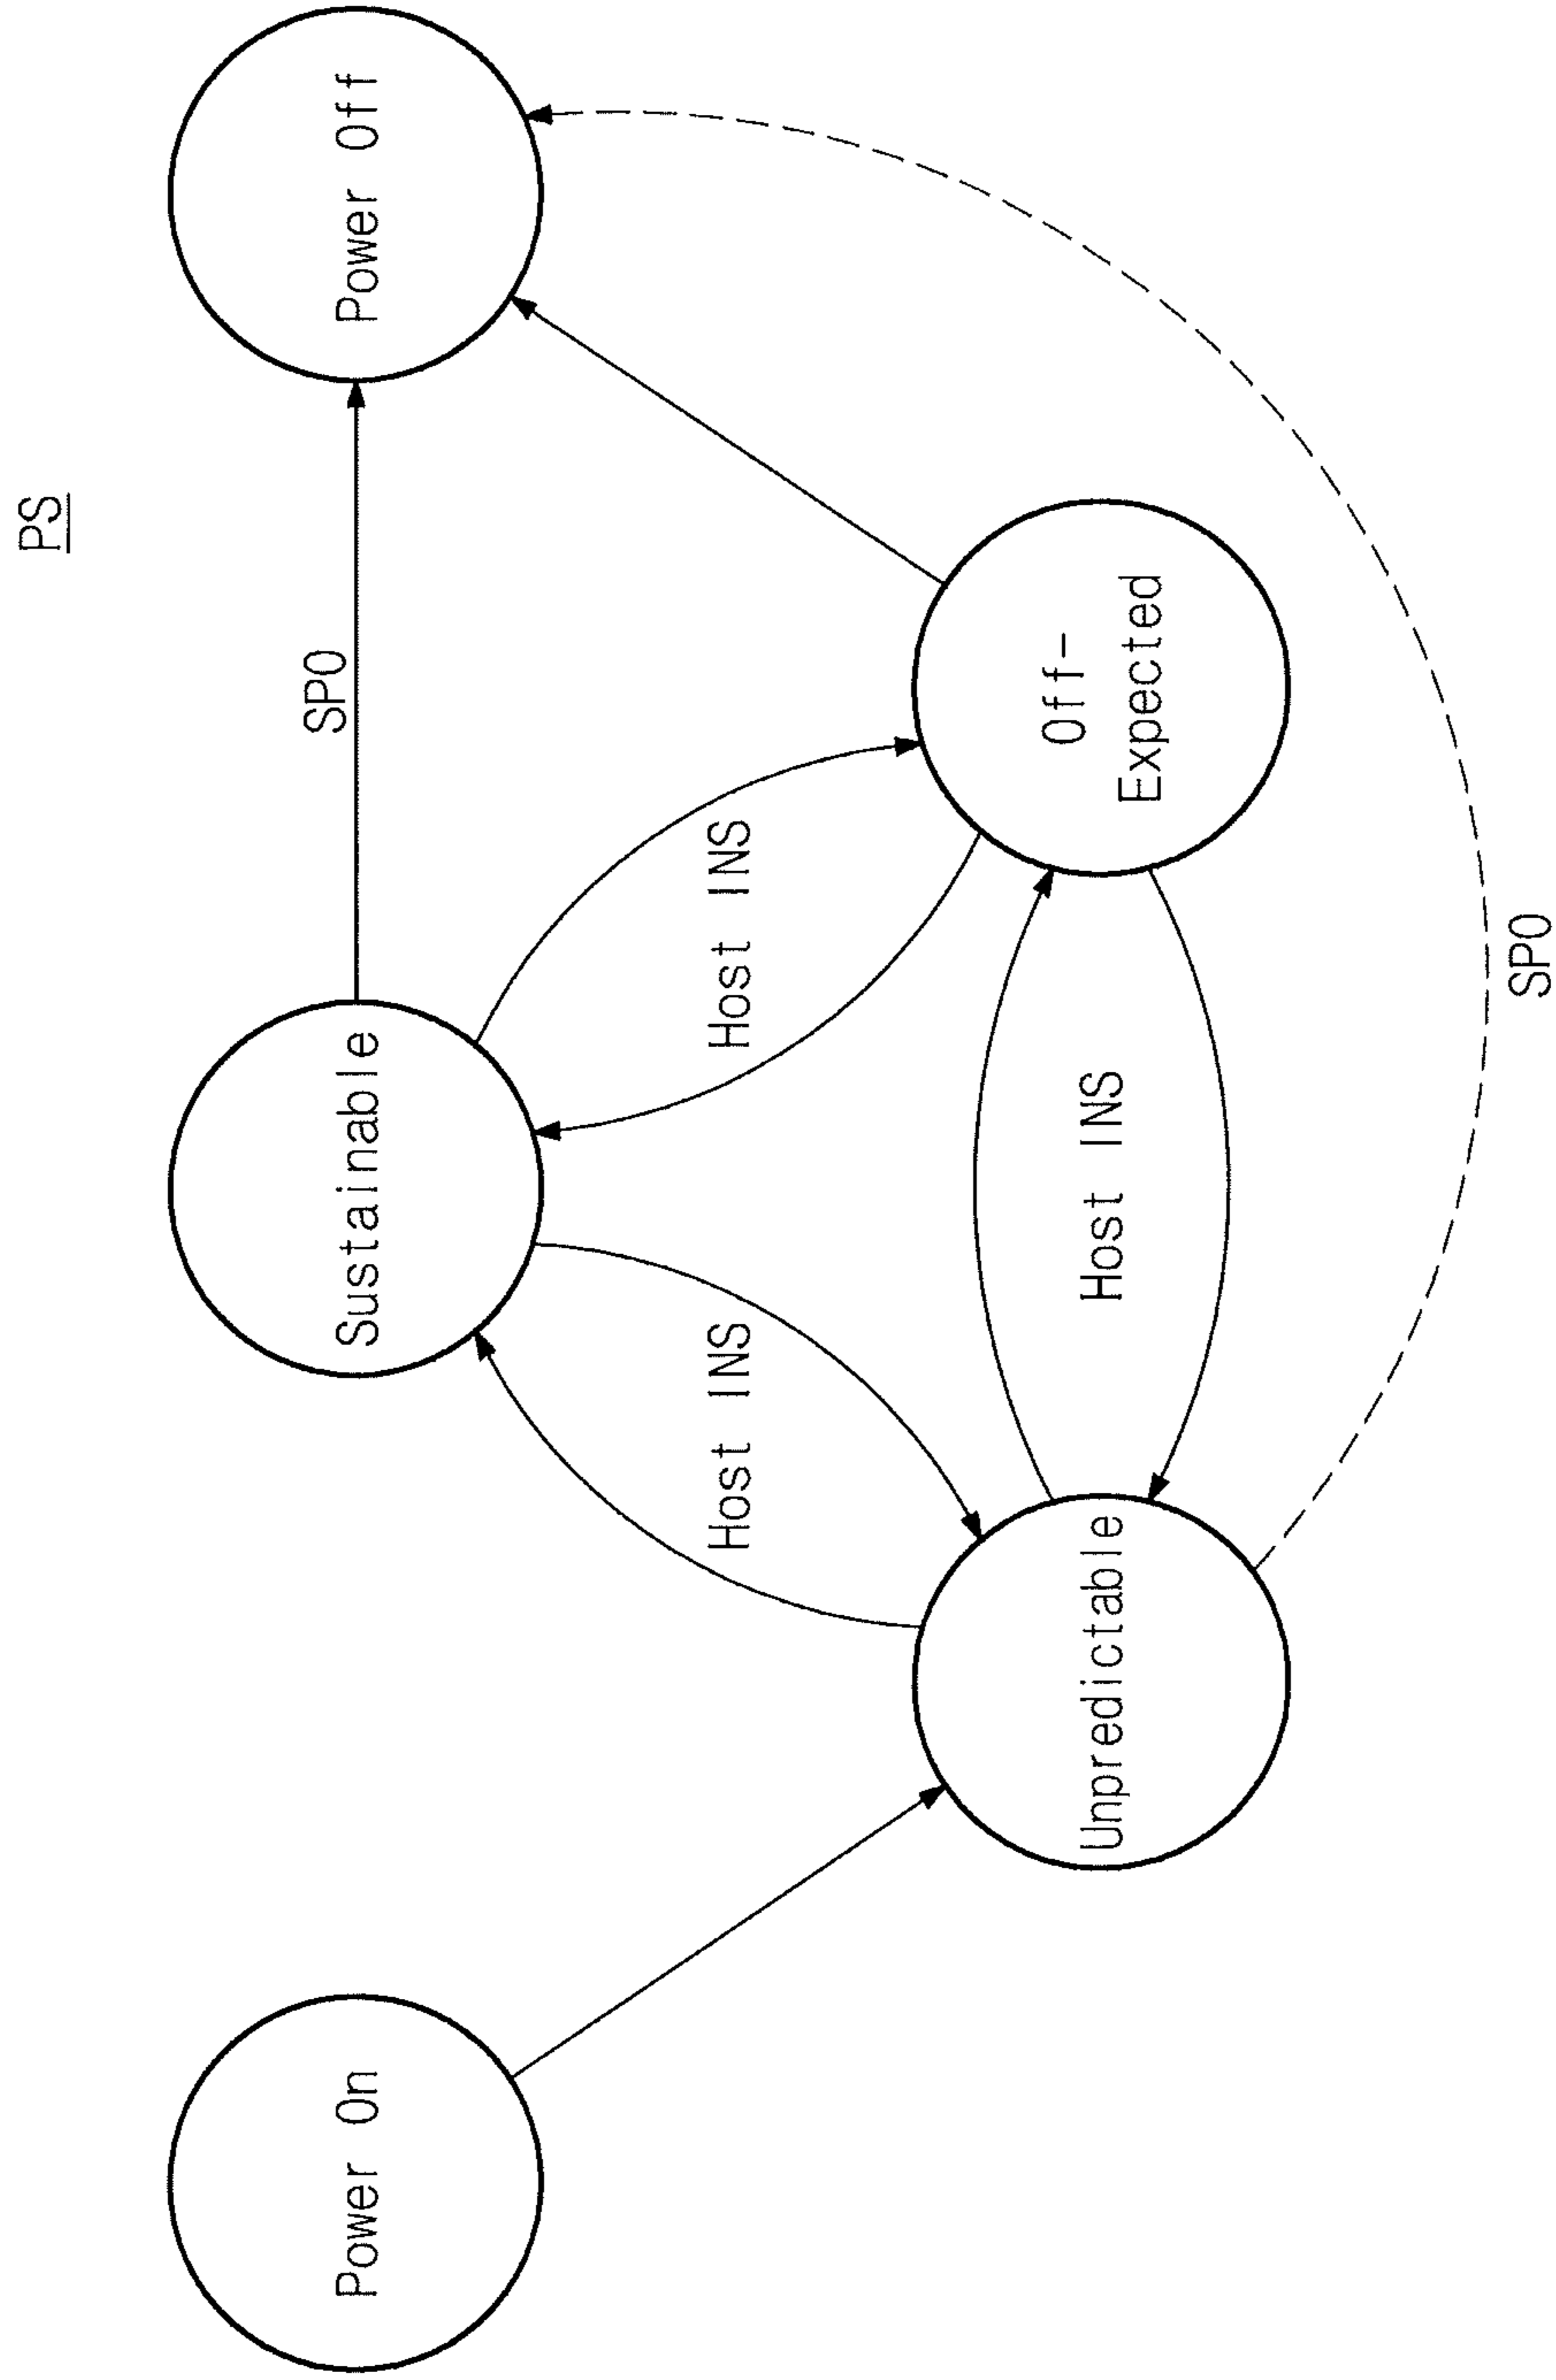 PS
SPO
Power On
Sustainable
Power Off
Host INS
Host INS
Host INS
Unpredictable
Off-
Expected
SPO